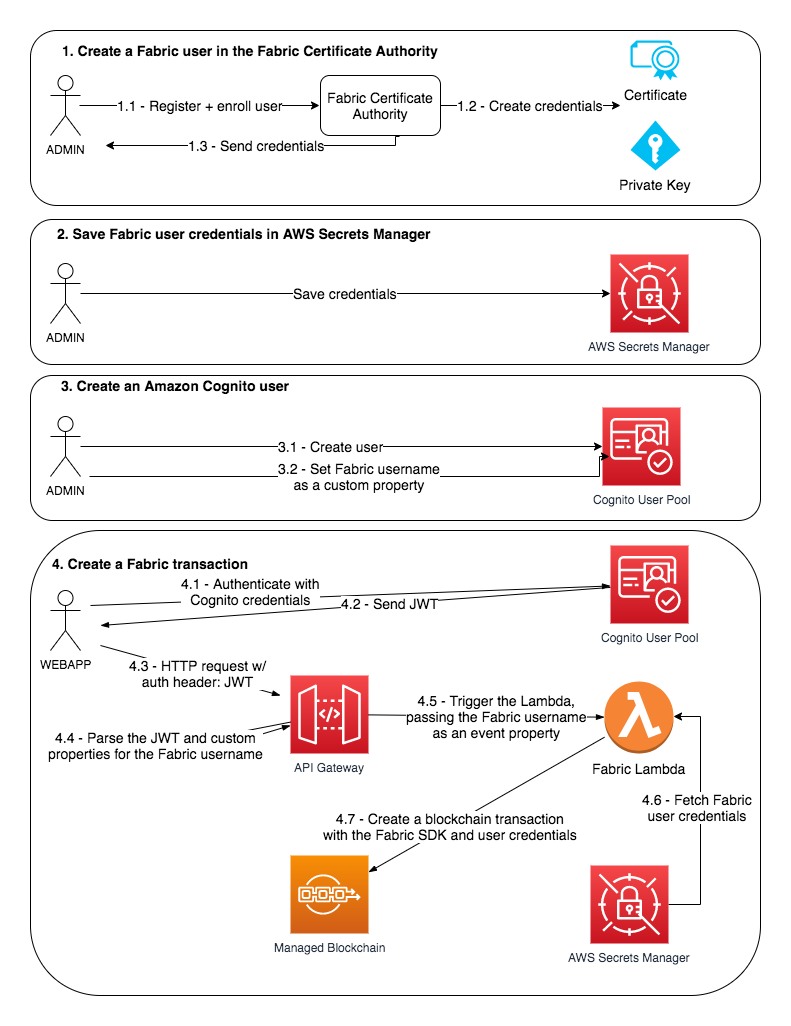 1. Create a Fabric user in the Fabric Certificate Authority
ADMIN
1.1 - Register + enroll user
Fabric Certificate
Authority
1.2 - Create credentials
Certificate
1.3 - Send credentials
Private Key
2. Save Fabric user credentials in AWS Secrets Manager
ADMIN
Save credentials
AWS Secrets Manager
3. Create an Amazon Cognito user
ADMIN
3.1 - Create user
3.2 - Set Fabric username
as a custom property
Cognito User Pool
4. Create a Fabric transaction
4.1 - Authenticate with
Cognito credentials
4.2 - Send JWT
Cognito User Pool
WEBAPP
4.3 - HTTP request w/
auth header: JWT
4.4 - Parse the JWT and custom
properties for the Fabric username
</>
API Gateway
4.5 - Trigger the Lambda,
passing the Fabric username
as an event property
Fabric Lambda
4.6 - Fetch Fabric
user credentials
4.7 - Create a blockchain transaction
with the Fabric SDK and user credentials
Managed Blockchain
AWS Secrets Manager